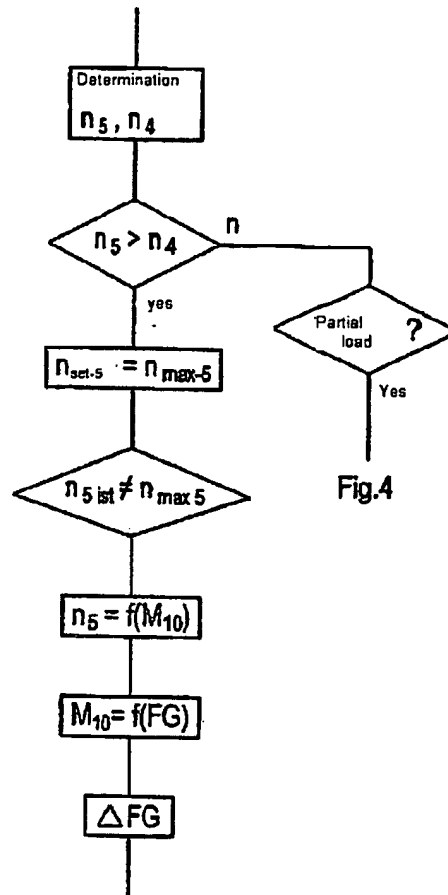 Determination
n₅, n₄
n₅ > n₄
n
yes
Partial load ?
Yes
nset-5 = nmax-5
Fig.4
n5 ist ≠ nmax 5
n₅ = f(M₁₀)
M₁₀ = f(FG)
△ FG